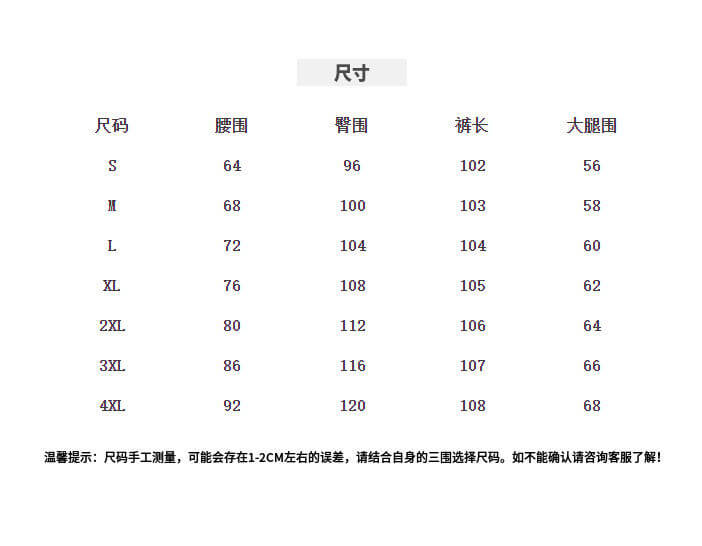 尺寸
尺码 腰围 臀围 裤长 大腿围
S 64 96 102 56
M 68 100 103 58
L 72 104 104 60
XL 76 108 105 62
2XL 80 112 106 64
3XL 86 116 107 66
4XL 92 120 108 68
温馨提示：尺码手工测量，可能会存在1-2CM左右的误差，请结合自身的三围选择尺码。如不能确认请咨询客服了解！